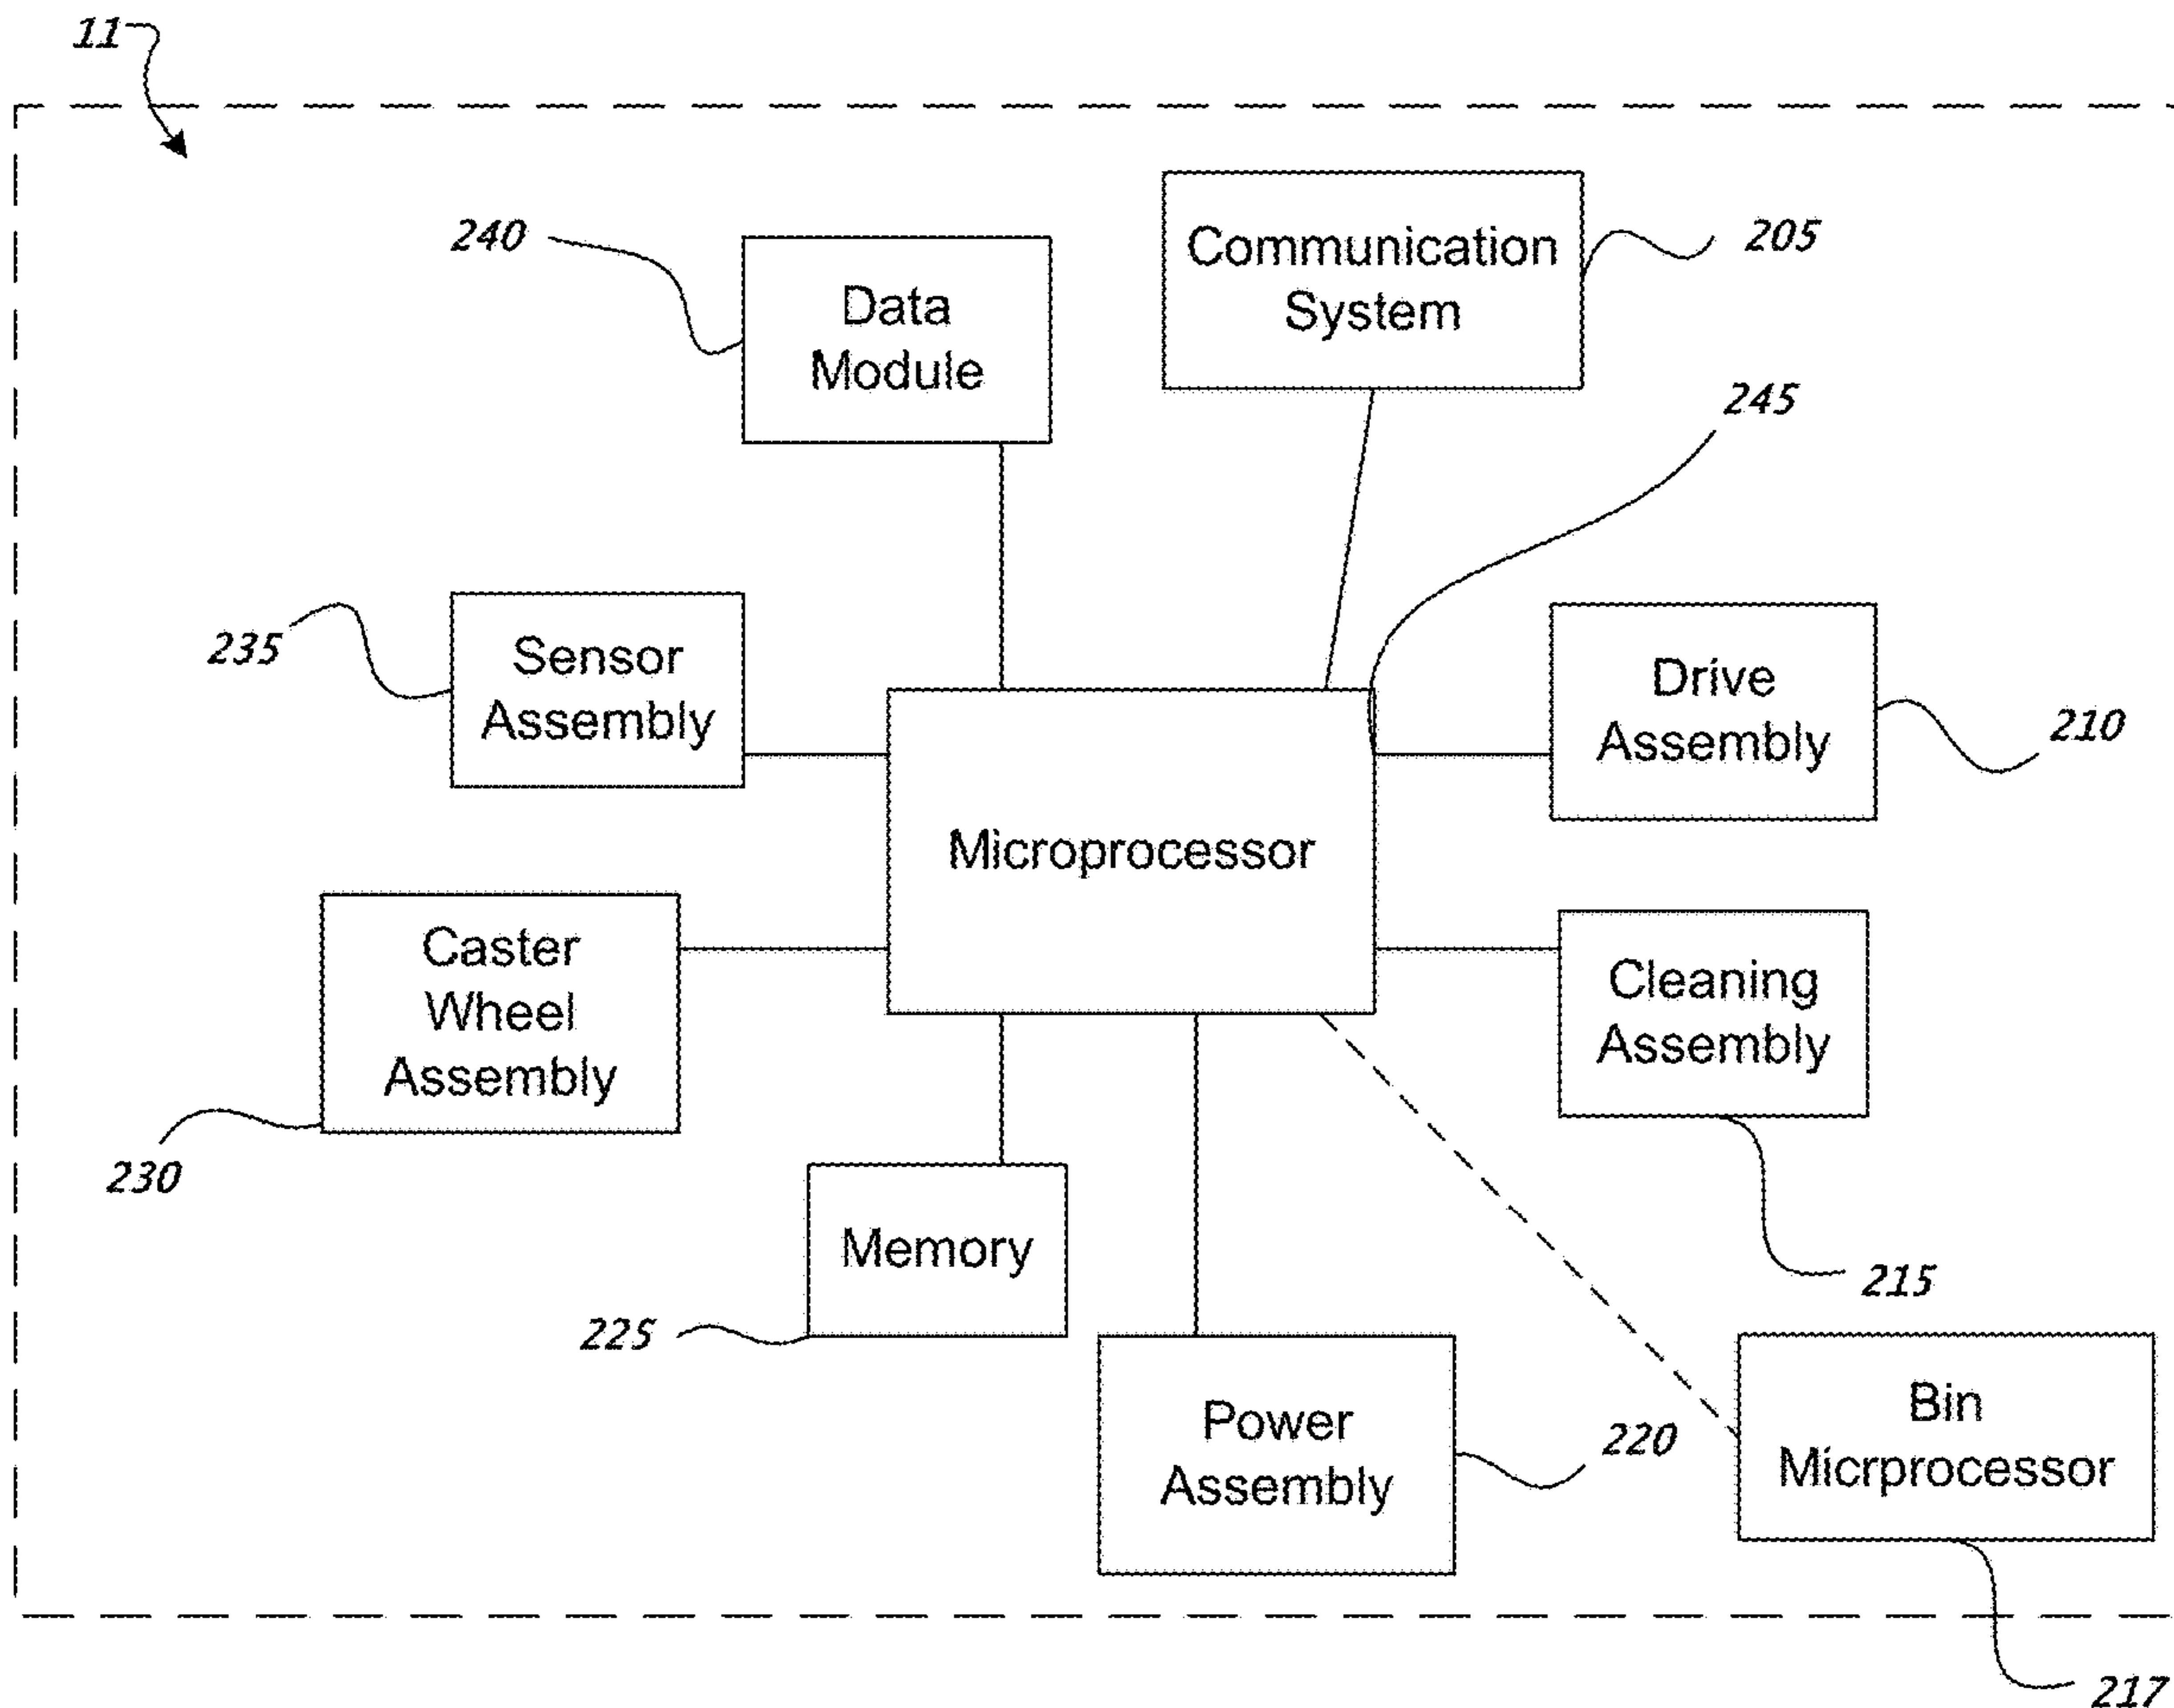 11
240
Data
Module
Communication
System
205
245
235
Sensor
Assembly
Drive
Assembly
210
Microprocessor
Caster
Wheel
Assembly
230
Cleaning
Assembly
215
Memory
225
Power
Assembly
220
Bin
Micrprocessor
217